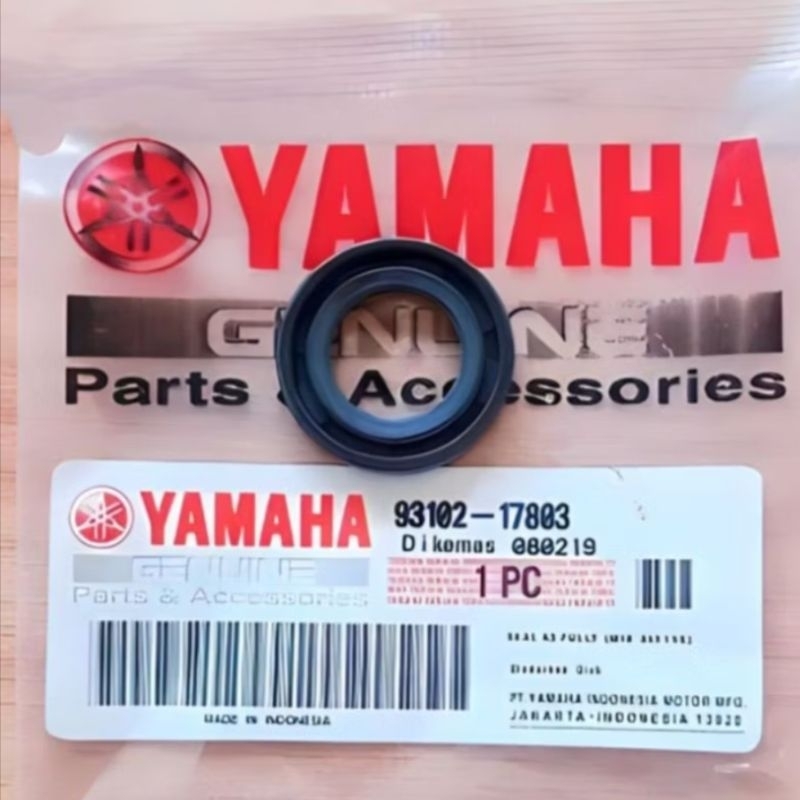 YAMAHA
GENUINE
Parts & Accessories
YAMAHA
GENUINE
Parts & Accessories
93102-17803
Dikemas 080219
1 PC
MADE IN INDONESIA
PT. YAMAHA INDONESIA MOTOR MFG.
JAKARTA-INDONESIA 13920